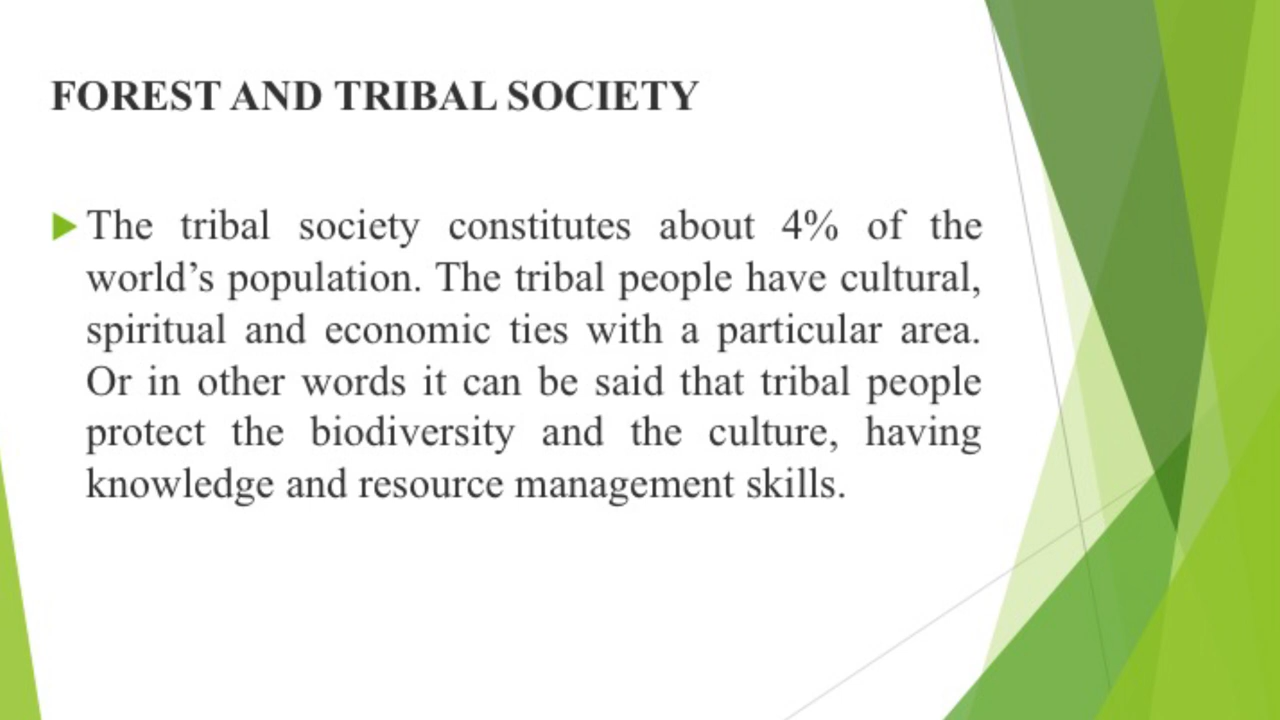 FOREST AND TRIBAL SOCIETY
The tribal society constitutes about 4% of the
world’s population. The tribal people have cultural,
spiritual and economic ties with a particular area.
Or in other words it can be said that tribal people
protect the biodiversity and the culture, having
knowledge and resource management skills.